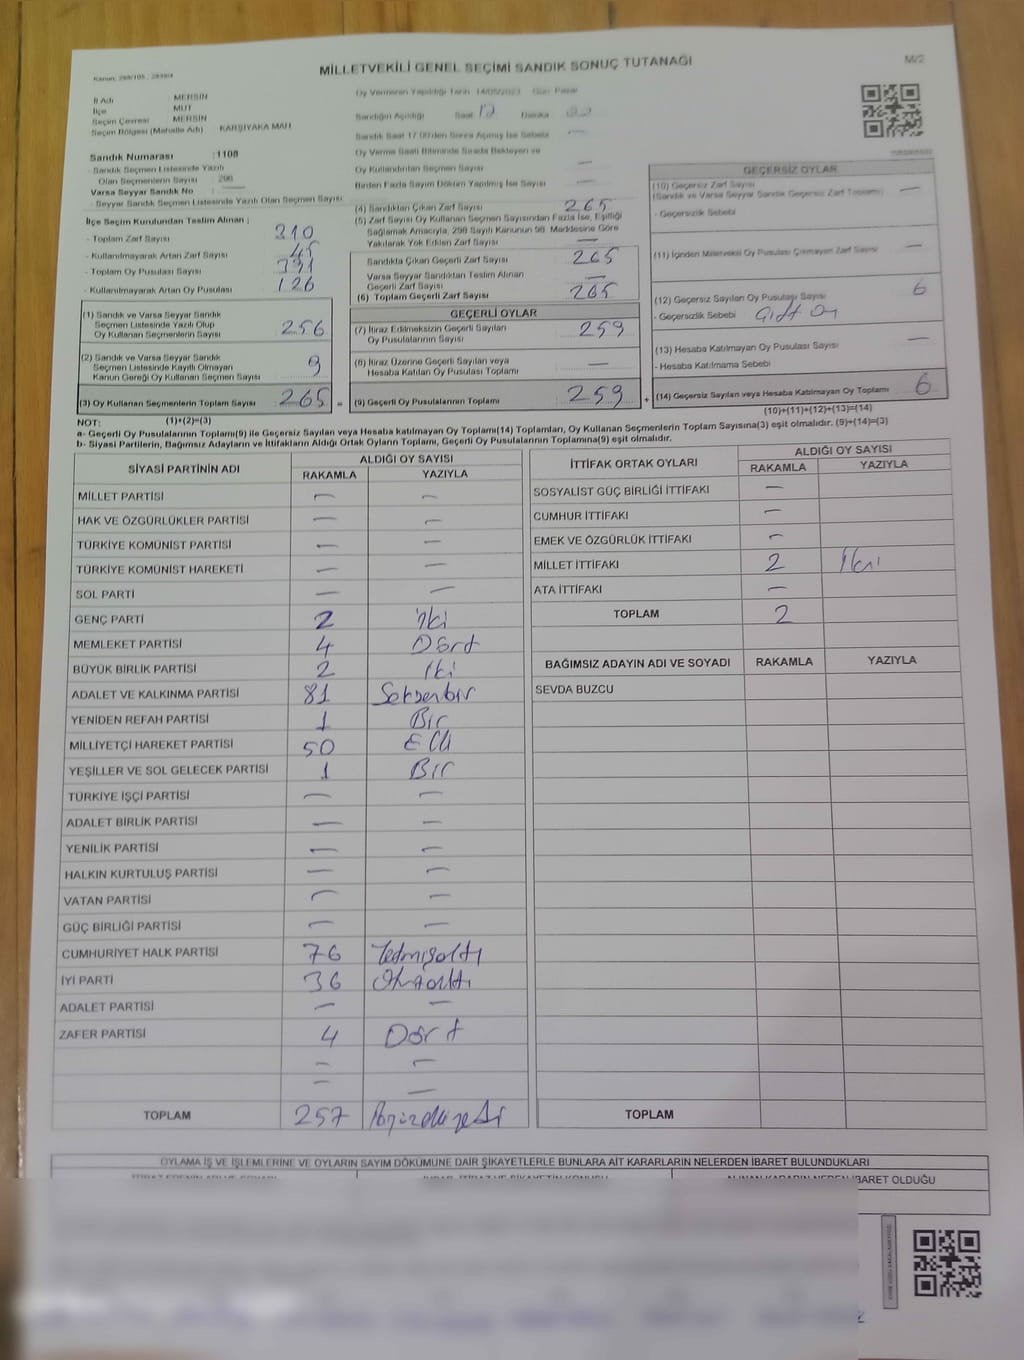 Kanun: 298/105 , 2839/4
MİLLETVEKİLİ GENEL SEÇİMİ SANDIK SONUÇ TUTANAĞI
M/2
İl Adı MERSİN
İlçe MUT
Seçim Çevresi MERSİN
Seçim Bölgesi (Mahalle Adı) KARŞIYAKA MAH
Sandık Numarası :1108
- Sandık Seçmen Listesinde Yazılı
Olan Seçmenlerin Sayısı : 296
Varsa Seyyar Sandık No :
- Seyyar Sandık Seçmen Listesinde Yazılı Olan Seçmen Sayısı
İlçe Seçim Kurulundan Teslim Alınan ;
- Toplam Zarf Sayısı 310
- Kullanılmayarak Artan Zarf Sayısı 45
- Toplam Oy Pusulası Sayısı 391
- Kullanılmayarak Artan Oy Pusulası 126
(1) Sandık ve Varsa Seyyar Sandık
Seçmen Listesinde Yazılı Olup
Oy Kullanan Seçmenlerin Sayısı 256
(2) Sandık ve Varsa Seyyar Sandık
Seçmen Listesinde Kayıtlı Olmayan
Kanun Gereği Oy Kullanan Seçmen Sayısı 9
(3) Oy Kullanan Seçmenlerin Toplam Sayısı 265 =
Oy Vermenin Yapıldığı Tarih 14/05/2023 Gün Pazar
Sandığın Açıldığı Saat 17 Dakika
Sandık Saat 17:00'den Sonra Açılmış İse Sebebi —
Oy Verme Saati Bitiminde Sırada Bekleyen ve
Oy Kullandırılan Seçmen Sayısı —
Birden Fazla Sayım Döküm Yapılmış İse Sayısı —
(4) Sandıktan Çıkan Zarf Sayısı 265
(5) Zarf Sayısı Oy Kullanan Seçmen Sayısından Fazla İse, Eşitliği
Sağlamak Amacıyla, 298 Sayılı Kanunun 98. Maddesine Göre
Yakılarak Yok Edilen Zarf Sayısı —
Sandıkta Çıkan Geçerli Zarf Sayısı 265
Varsa Seyyar Sandıktan Teslim Alınan
Geçerli Zarf Sayısı —
(6) Toplam Geçerli Zarf Sayısı 265
GEÇERLİ OYLAR
(7) İtiraz Edilmeksizin Geçerli Sayılan
Oy Pusulalarının Sayısı 259
(8) İtiraz Üzerine Geçerli Sayılan veya
Hesaba Katılan Oy Pusulası Toplamı —
(9) Geçerli Oy Pusulalarının Toplamı 259 +
GEÇERSİZ OYLAR
(10) Geçersiz Zarf Sayısı —
(Sandık ve Varsa Seyyar Sandık Geçersiz Zarf Toplamı)
- Geçersizlik Sebebi
(11) İçinden Milletvekili Oy Pusulası Çıkmayan Zarf Sayısı —
(12) Geçersiz Sayılan Oy Pusulası Sayısı 6
- Geçersizlik Sebebi Çift oy
(13) Hesaba Katılmayan Oy Pusulası Sayısı —
- Hesaba Katılmama Sebebi
(14) Geçersiz Sayılan veya Hesaba Katılmayan Oy Toplamı 6
NOT: (1)+(2)=(3)
(10)+(11)+(12)+(13)=(14)
a- Geçerli Oy Pusulalarının Toplamı(9) ile Geçersiz Sayılan veya Hesaba katılmayan Oy Toplamı(14) Toplamları, Oy Kullanan Seçmenlerin Toplam Sayısına(3) eşit olmalıdır. (9)+(14)=(3)
b- Siyasi Partilerin, Bağımsız Adayların ve İttifakların Aldığı Ortak Oyların Toplamı, Geçerli Oy Pusulalarının Toplamına(9) eşit olmalıdır.
SİYASİ PARTİNİN ADI ALDIĞI OY SAYISI
RAKAMLA YAZIYLA
MİLLET PARTİSİ — —
HAK VE ÖZGÜRLÜKLER PARTİSİ — —
TÜRKİYE KOMÜNİST PARTİSİ — —
TÜRKİYE KOMÜNİST HAREKETİ — —
SOL PARTİ — —
GENÇ PARTİ 2 iki
MEMLEKET PARTİSİ 4 Dört
BÜYÜK BİRLİK PARTİSİ 2 iki
ADALET VE KALKINMA PARTİSİ 81 Seksenbir
YENİDEN REFAH PARTİSİ 1 Bir
MİLLİYETÇİ HAREKET PARTİSİ 50 Elli
YEŞİLLER VE SOL GELECEK PARTİSİ 1 Bir
TÜRKİYE İŞÇİ PARTİSİ — —
ADALET BİRLİK PARTİSİ — —
YENİLİK PARTİSİ — —
HALKIN KURTULUŞ PARTİSİ — —
VATAN PARTİSİ — —
GÜÇ BİRLİĞİ PARTİSİ — —
CUMHURİYET HALK PARTİSİ 76 Yetmişaltı
İYİ PARTİ 36 Otuzaltı
ADALET PARTİSİ — —
ZAFER PARTİSİ 4 Dört
— —
— —
TOPLAM 257
İTTİFAK ORTAK OYLARI ALDIĞI OY SAYISI
RAKAMLA YAZIYLA
SOSYALİST GÜÇ BİRLİĞİ İTTİFAKI —
CUMHUR İTTİFAKI —
EMEK VE ÖZGÜRLÜK İTTİFAKI —
MİLLET İTTİFAKI 2 İki
ATA İTTİFAKI —
TOPLAM 2
BAĞIMSIZ ADAYIN ADI VE SOYADI RAKAMLA YAZIYLA
SEVDA BUZCU
TOPLAM
OYLAMA İŞ VE İŞLEMLERİNE VE OYLARIN SAYIM DÖKÜMÜNE DAİR ŞİKAYETLERLE BUNLARA AİT KARARLARIN NELERDEN İBARET BULUNDUKLARI
ALINAN KARARIN NEDEN İBARET OLDUĞU